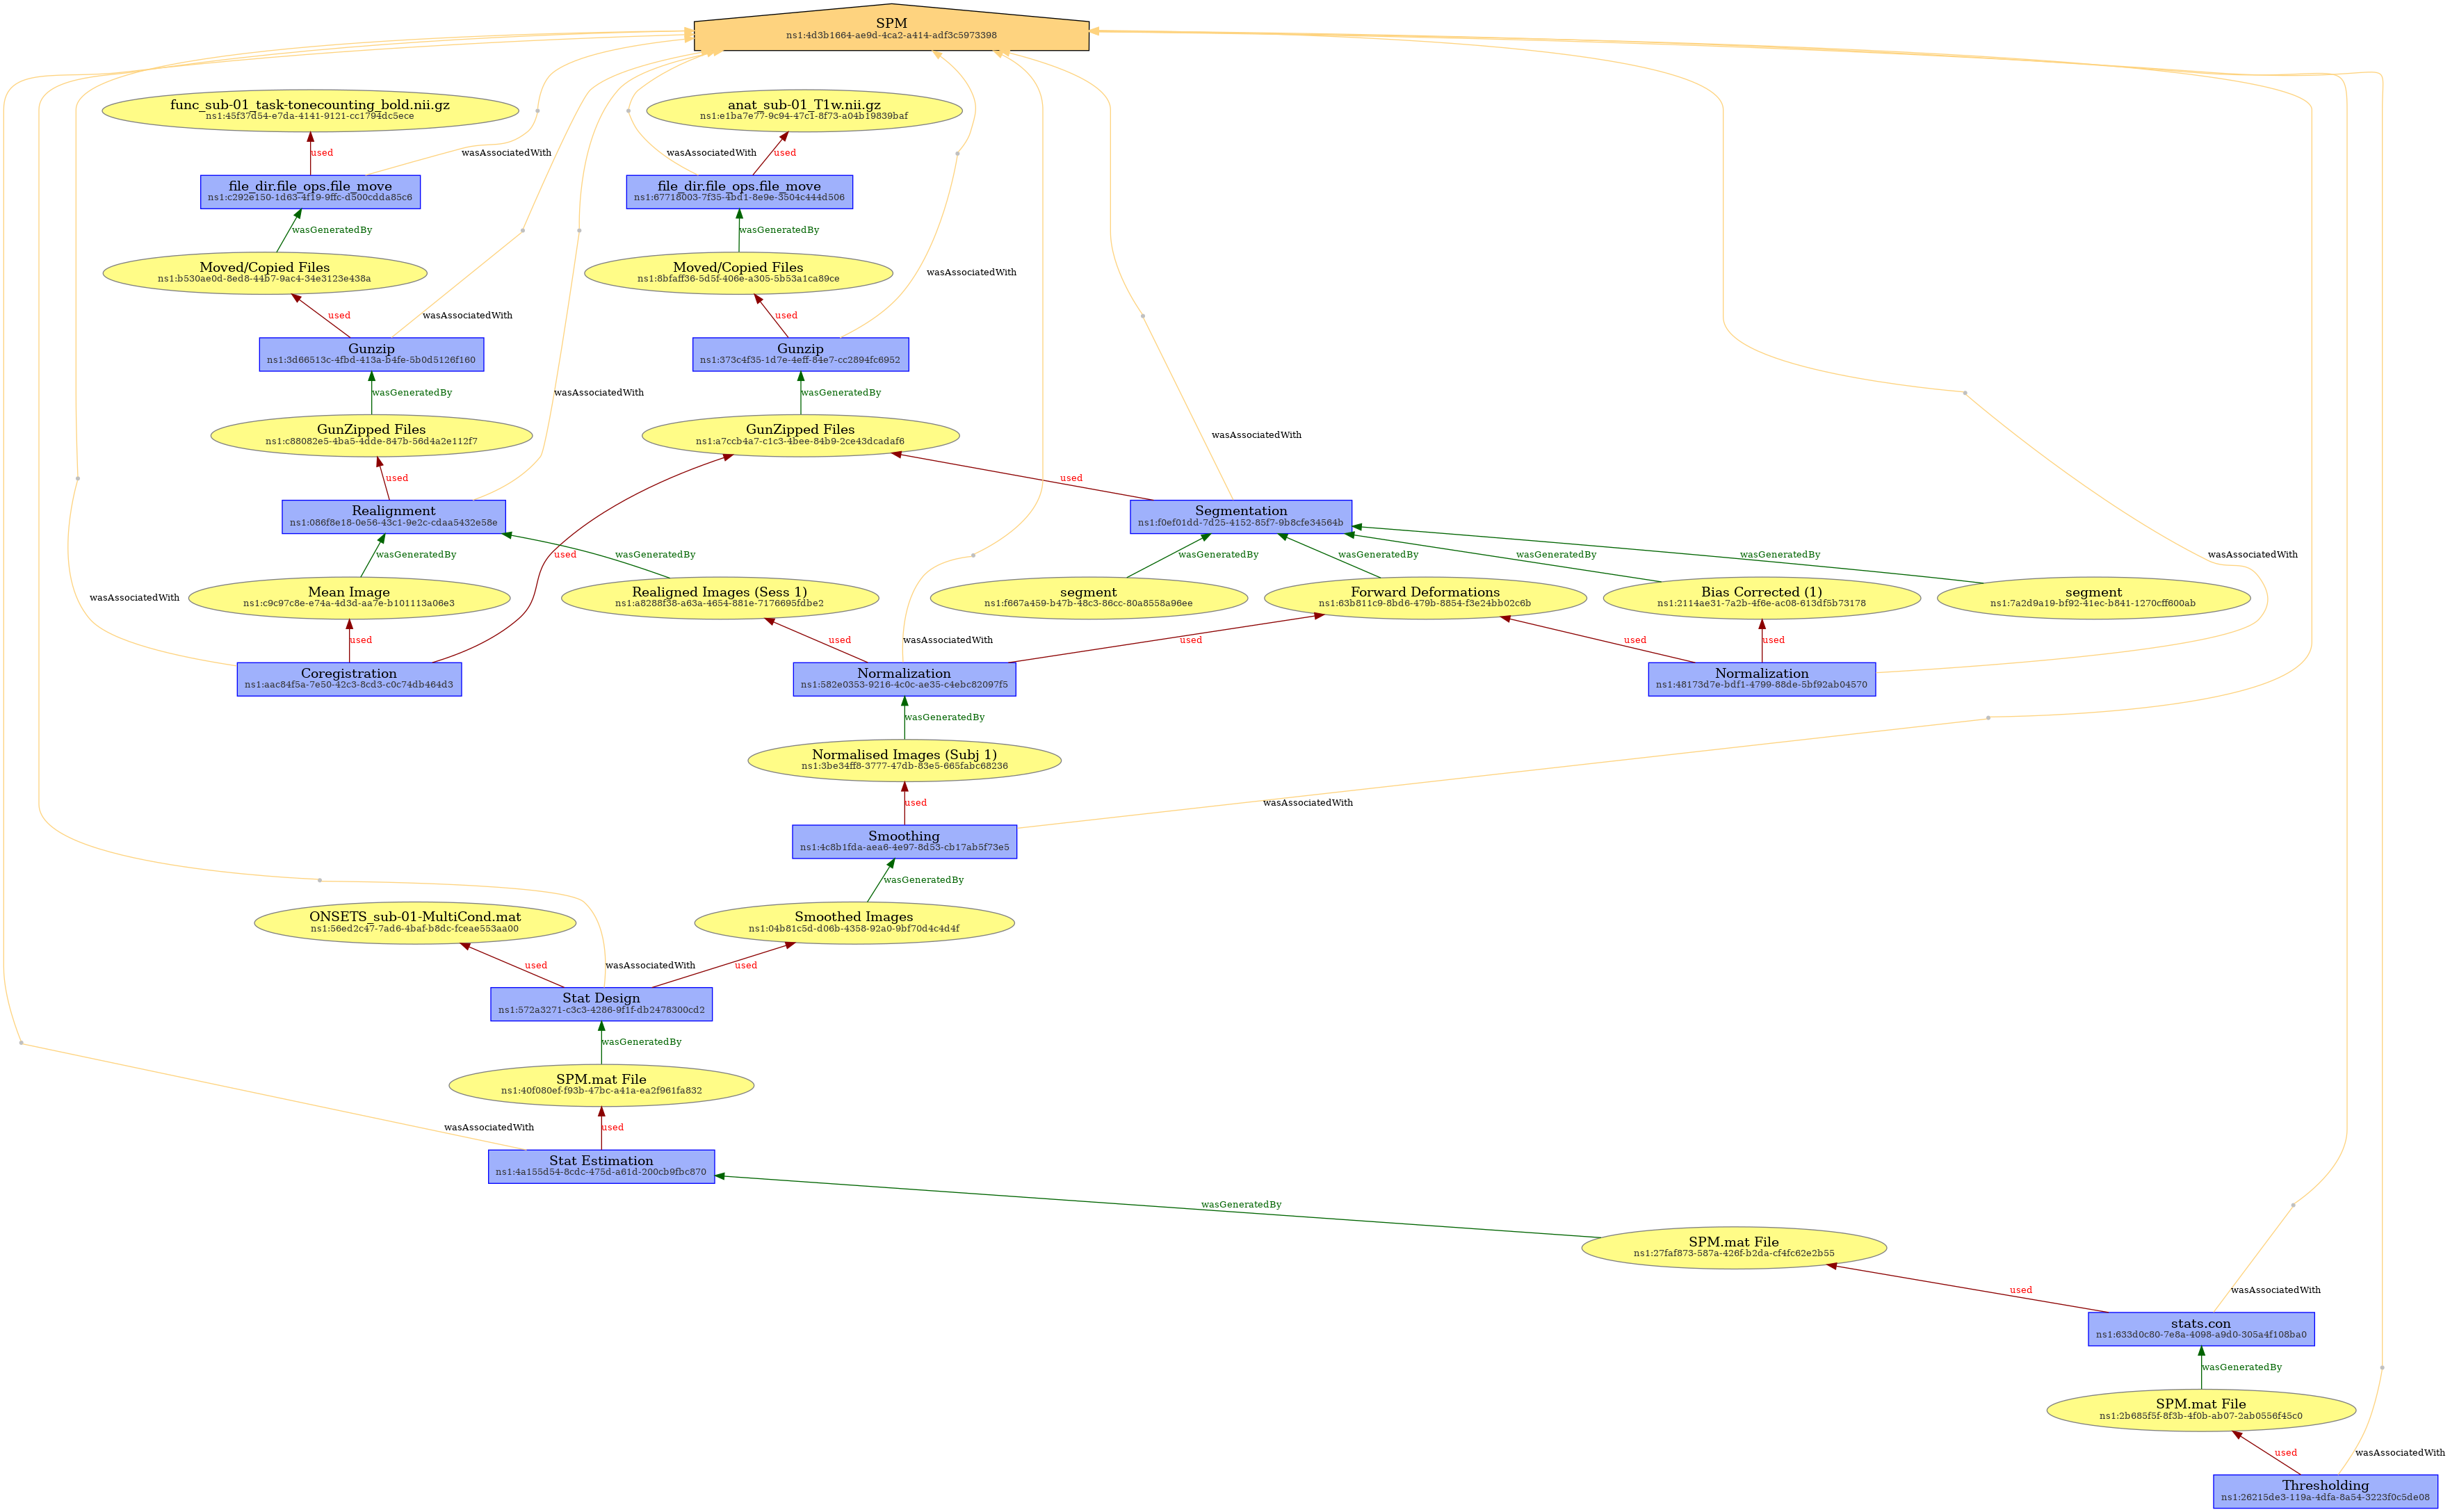 SPM
ns1:4d3b1664-ae9d-4ca2-a414-adf3c5973398
func_sub-01_task-tonecounting_bold.nii.gz
ns1:45f37d54-e7da-4141-9121-cc1794dc5ece
anat_sub-01_T1w.nii.gz
ns1:e1ba7e77-9c94-47c1-8f73-a04b19839baf
used
wasAssociatedWith
wasAssociatedWith
used
file_dir.file_ops.file_move
ns1:c292e150-1d63-4f19-9ffc-d500cdda85c6
file_dir.file_ops.file_move
ns1:67718003-7f35-4bd1-8e9e-3504c444d506
wasGeneratedBy
wasGeneratedBy
Moved/Copied Files
ns1:b530ae0d-8ed8-44b7-9ac4-34e3123e438a
Moved/Copied Files
ns1:8bfaff36-5d5f-406e-a305-5b53a1ca89ce
wasAssociatedWith
used
wasAssociatedWith
used
Gunzip
ns1:3d66513c-4fbd-413a-b4fe-5b0d5126f160
Gunzip
ns1:373c4f35-1d7e-4eff-84e7-cc2894fc6952
wasGeneratedBy
wasAssociatedWith
wasGeneratedBy
GunZipped Files
ns1:c88082e5-4ba5-4dde-847b-56d4a2e112f7
GunZipped Files
ns1:a7ccb4a7-c1c3-4bee-84b9-2ce43dcadaf6
wasAssociatedWith
used
used
Realignment
ns1:086f8e18-0e56-43c1-9e2c-cdaa5432e58e
Segmentation
ns1:f0ef01dd-7d25-4152-85f7-9b8cfe34564b
wasGeneratedBy
used
wasGeneratedBy
wasGeneratedBy
wasGeneratedBy
wasGeneratedBy
wasGeneratedBy
wasAssociatedWith
wasAssociatedWith
Mean Image
ns1:c9c97c8e-e74a-4d3d-aa7e-b101113a06e3
Realigned Images (Sess 1)
ns1:a8288f38-a63a-4654-881e-7176695fdbe2
segment
ns1:f667a459-b47b-48c3-86cc-80a8558a96ee
Forward Deformations
ns1:63b811c9-8bd6-479b-8854-f3e24bb02c6b
Bias Corrected (1)
ns1:2114ae31-7a2b-4f6e-ac08-613df5b73178
segment
ns1:7a2d9a19-bf92-41ec-b841-1270cff600ab
used
used
wasAssociatedWith
used
used
used
Coregistration
ns1:aac84f5a-7e50-42c3-8cd3-c0c74db464d3
Normalization
ns1:582e0353-9216-4c0c-ae35-c4ebc82097f5
Normalization
ns1:48173d7e-bdf1-4799-88de-5bf92ab04570
wasGeneratedBy
Normalised Images (Subj 1)
ns1:3be34ff8-3777-47db-83e5-665fabc68236
used
wasAssociatedWith
Smoothing
ns1:4c8b1fda-aea6-4e97-8d53-cb17ab5f73e5
wasGeneratedBy
ONSETS_sub-01-MultiCond.mat
ns1:56ed2c47-7ad6-4baf-b8dc-fceae553aa00
Smoothed Images
ns1:04b81c5d-d06b-4358-92a0-9bf70d4c4d4f
used
wasAssociatedWith
used
Stat Design
ns1:572a3271-c3c3-4286-9f1f-db2478300cd2
wasGeneratedBy
SPM.mat File
ns1:40f080ef-f93b-47bc-a41a-ea2f961fa832
wasAssociatedWith
used
Stat Estimation
ns1:4a155d54-8cdc-475d-a61d-200cb9fbc870
wasGeneratedBy
SPM.mat File
ns1:27faf873-587a-426f-b2da-cf4fc62e2b55
used
wasAssociatedWith
stats.con
ns1:633d0c80-7e8a-4098-a9d0-305a4f108ba0
wasGeneratedBy
SPM.mat File
ns1:2b685f5f-8f3b-4f0b-ab07-2ab0556f45c0
used
wasAssociatedWith
Thresholding
ns1:26215de3-119a-4dfa-8a54-3223f0c5de08